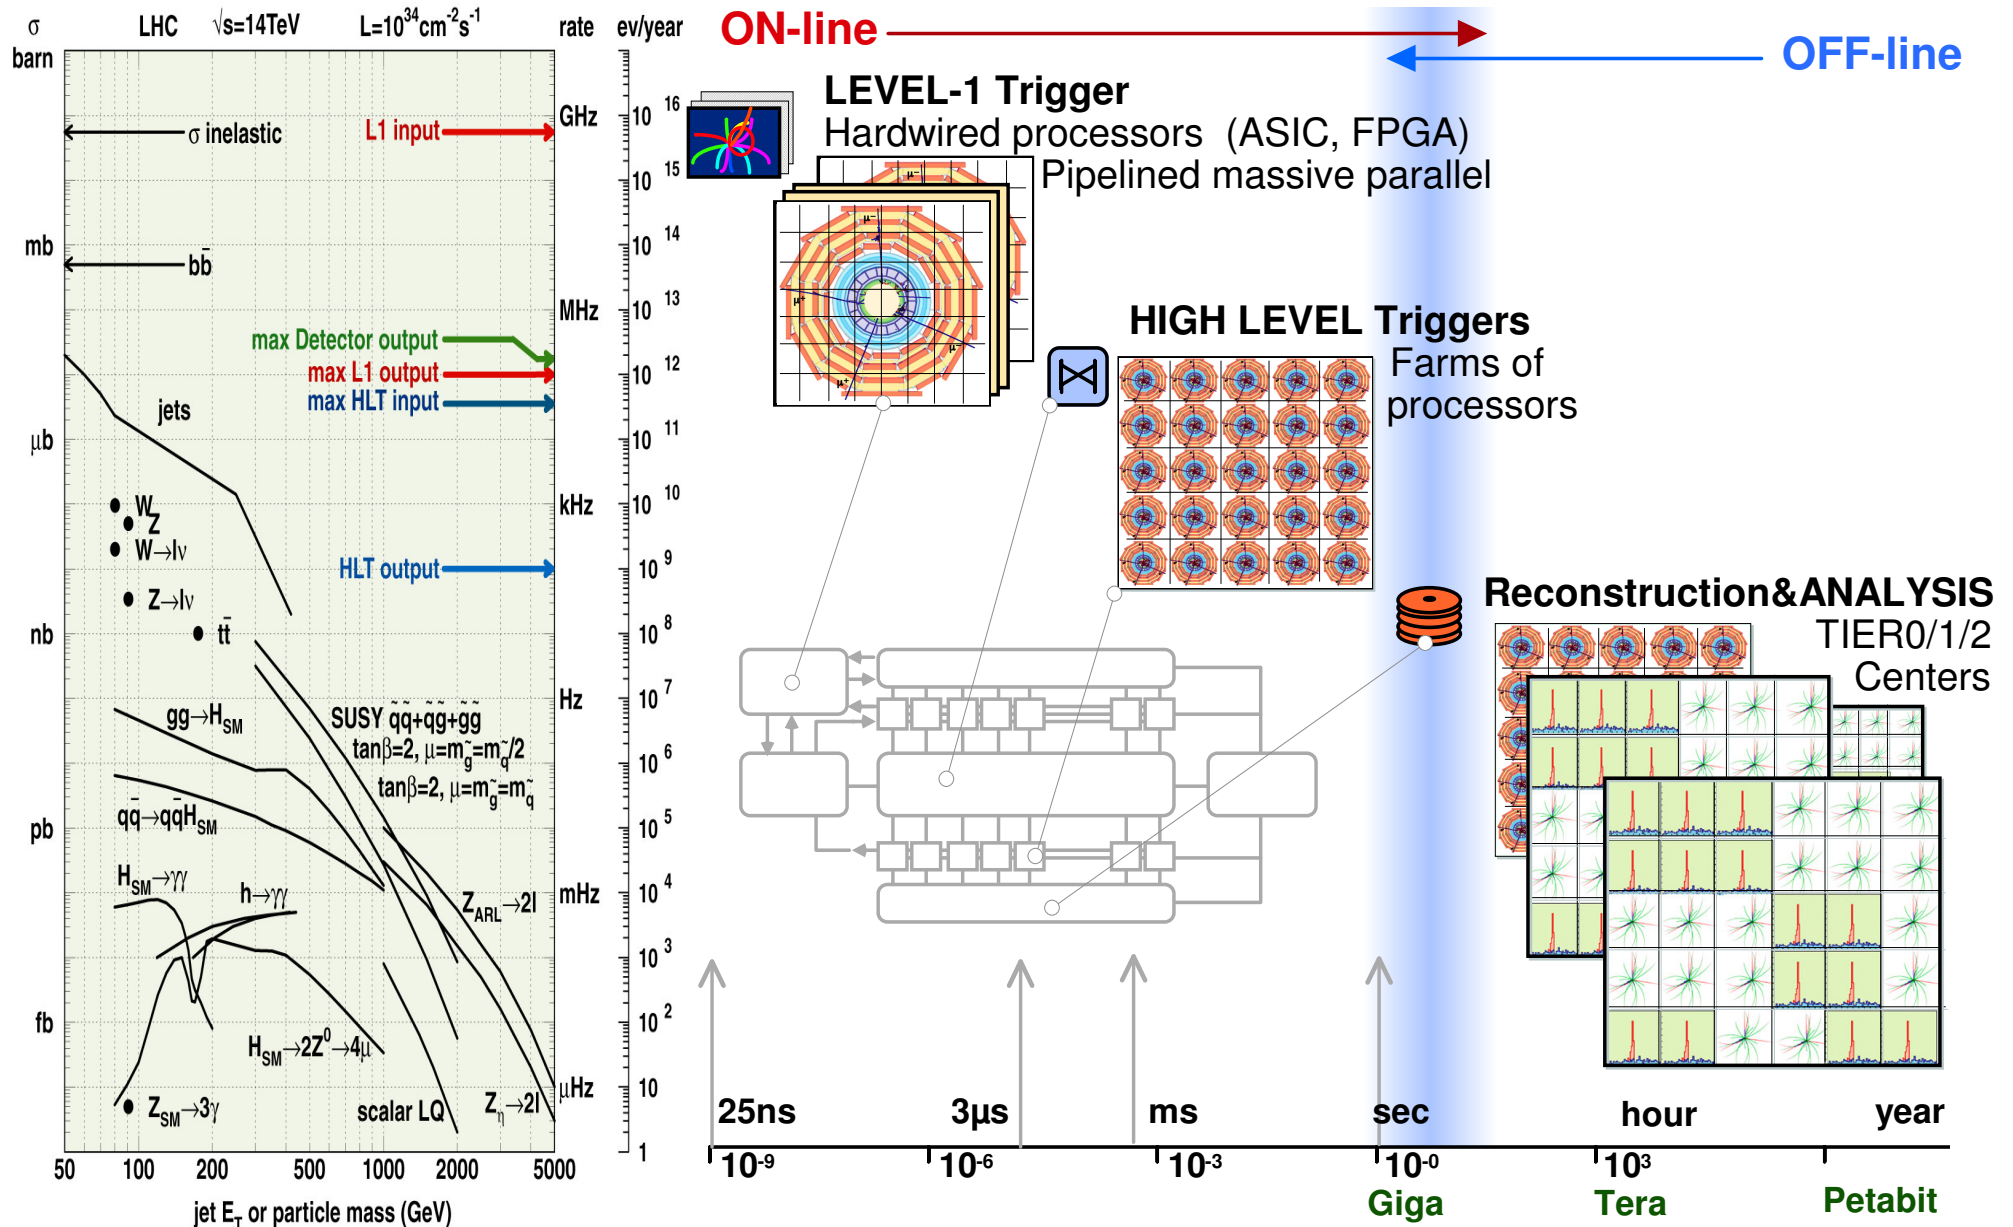 σ LHC √s=14TeV L=10³⁴cm⁻²s⁻¹ rate ev/year
barn
GHz
10¹⁶
σ inelastic
L1 input
10¹⁵
mb
10¹⁴
bb̄
10¹³
MHz
max Detector output
10¹²
max L1 output
max HLT input
jets
μb
10¹¹
10¹⁰
kHz
W
Z
W→lν
HLT output
10⁹
Z→lν
nb
tt̄
10⁸
10⁷
Hz
gg→H_SM
SUSY q̃q̃+q̃g̃+g̃g̃
tanβ=2, μ=m_g̃=m_q̃/2
tanβ=2, μ=m_g̃=m_q̃
10⁶
qq̄→qq̄H_SM
pb
10⁵
H_SM→γγ
h→γγ
10⁴
mHz
Z_ARL→2l
10³
fb
10²
H_SM→2Z⁰→4μ
10
μHz
Z_SM→3γ
scalar LQ
Z_η→2l
1
50 100 200 500 1000 2000 5000
jet E_T or particle mass (GeV)
ON-line
OFF-line
LEVEL-1 Trigger
Hardwired processors (ASIC, FPGA)
Pipelined massive parallel
μ⁻
μ⁻
μ⁺
μ⁻
μ⁺
HIGH LEVEL Triggers
Farms of
processors
Reconstruction&ANALYSIS
TIER0/1/2
Centers
25ns 3μs ms sec hour year
10⁻⁹ 10⁻⁶ 10⁻³ 10⁻⁰ 10³
Giga Tera Petabit